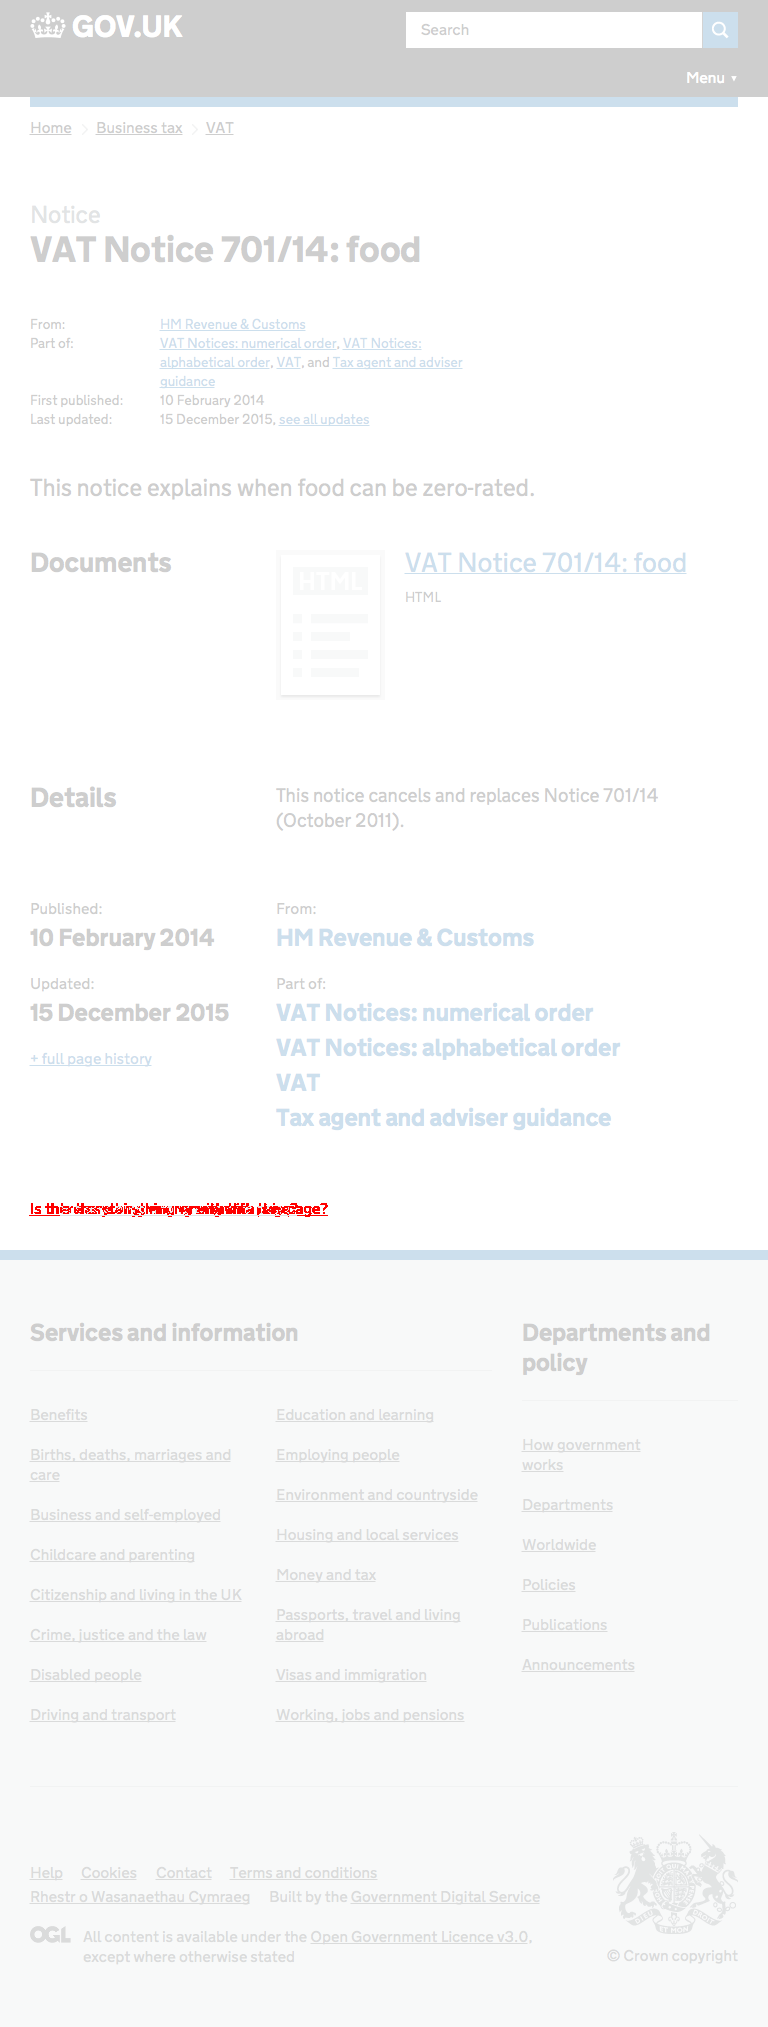 GOV.UK
Search
Menu ▼
Home > Business tax > VAT
Notice
VAT Notice 701/14: food
From: HM Revenue & Customs
Part of: VAT Notices: numerical order, VAT Notices:
alphabetical order, VAT, and Tax agent and adviser
guidance
First published: 10 February 2014
Last updated: 15 December 2015, see all updates
This notice explains when food can be zero-rated.
Documents
HTML
VAT Notice 701/14: food
HTML
Details
This notice cancels and replaces Notice 701/14
(October 2011).
Published:
10 February 2014
Updated:
15 December 2015
+ full page history
From:
HM Revenue & Customs
Part of:
VAT Notices: numerical order
VAT Notices: alphabetical order
VAT
Tax agent and adviser guidance
Services and information
Benefits
Births, deaths, marriages and
care
Business and self-employed
Childcare and parenting
Citizenship and living in the UK
Crime, justice and the law
Disabled people
Driving and transport
Education and learning
Employing people
Environment and countryside
Housing and local services
Money and tax
Passports, travel and living
abroad
Visas and immigration
Working, jobs and pensions
Departments and
policy
How government
works
Departments
Worldwide
Policies
Publications
Announcements
Help Cookies Contact Terms and conditions
Rhestr o Wasanaethau Cymraeg Built by the Government Digital Service
OGL All content is available under the Open Government Licence v3.0,
except where otherwise stated
© Crown copyright